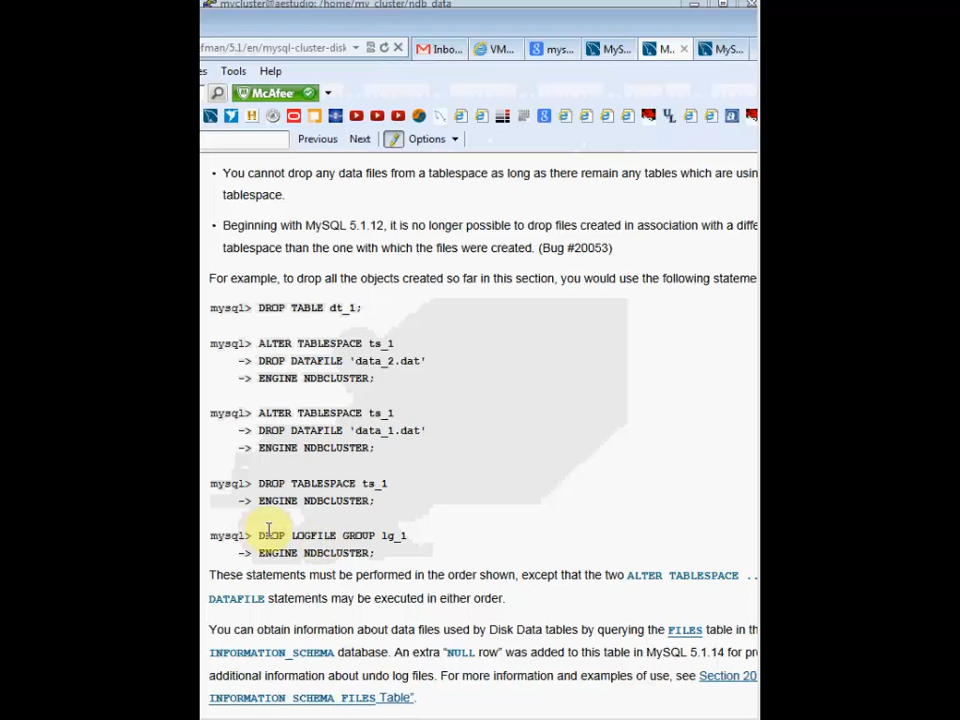 mycluster@aestudio: /home/my_cluster/ndb_data
efman/5.1/en/mysql-cluster-disk
Inbo...
VM...
mys...
MyS...
M...
MyS...
es Tools Help
McAfee
Previous Next Options
• You cannot drop any data files from a tablespace as long as there remain any tables which are usin
tablespace.
• Beginning with MySQL 5.1.12, it is no longer possible to drop files created in association with a diffe
tablespace than the one with which the files were created. (Bug #20053)
For example, to drop all the objects created so far in this section, you would use the following stateme
mysql> DROP TABLE dt_1;
mysql> ALTER TABLESPACE ts_1
-> DROP DATAFILE 'data_2.dat'
-> ENGINE NDBCLUSTER;
mysql> ALTER TABLESPACE ts_1
-> DROP DATAFILE 'data_1.dat'
-> ENGINE NDBCLUSTER;
mysql> DROP TABLESPACE ts_1
-> ENGINE NDBCLUSTER;
mysql> DROP LOGFILE GROUP lg_1
-> ENGINE NDBCLUSTER;
These statements must be performed in the order shown, except that the two ALTER TABLESPACE ..
DATAFILE statements may be executed in either order.
You can obtain information about data files used by Disk Data tables by querying the FILES table in th
INFORMATION_SCHEMA database. An extra “NULL row” was added to this table in MySQL 5.1.14 for pr
additional information about undo log files. For more information and examples of use, see Section 20
INFORMATION_SCHEMA FILES Table”.